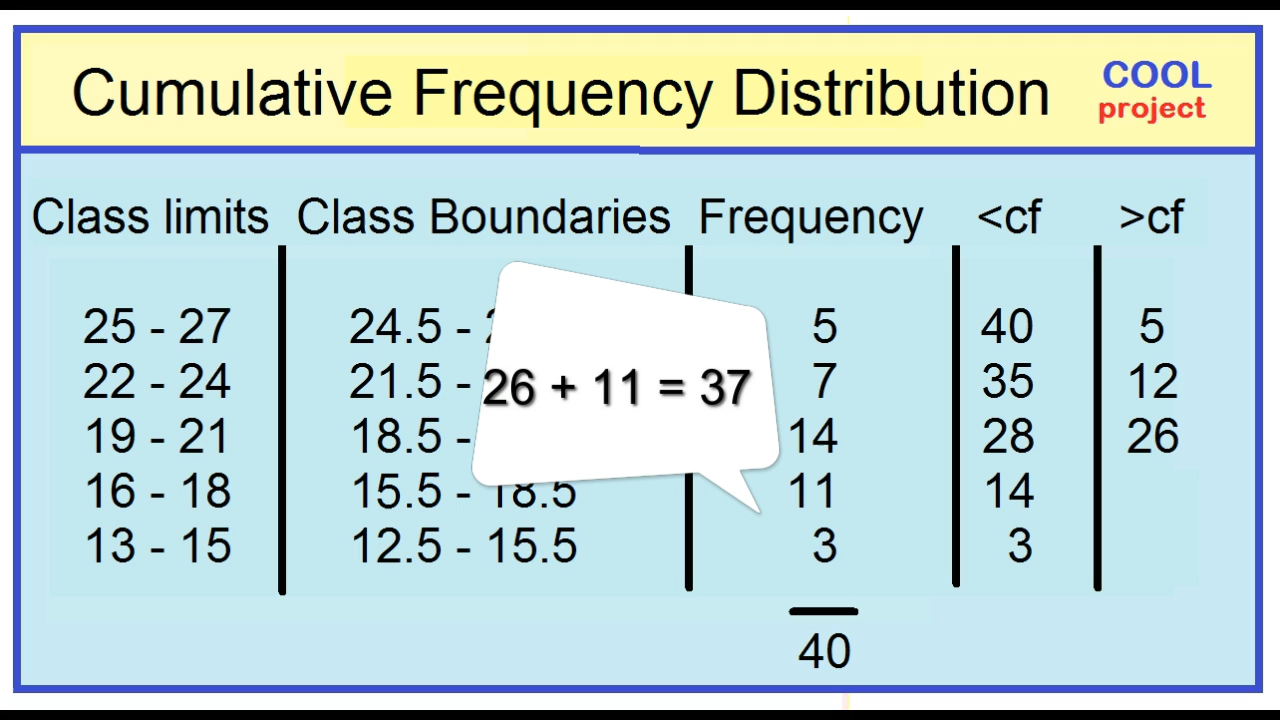 Cumulative Frequency Distribution
COOL
project
Class limits Class Boundaries Frequency <cf >cf
25 - 27 24.5 - 5 40 5
22 - 24 21.5 - 7 35 12
26 + 11 = 37
19 - 21 18.5 - 14 28 26
16 - 18 15.5 - 18.5 11 14
13 - 15 12.5 - 15.5 3 3
40